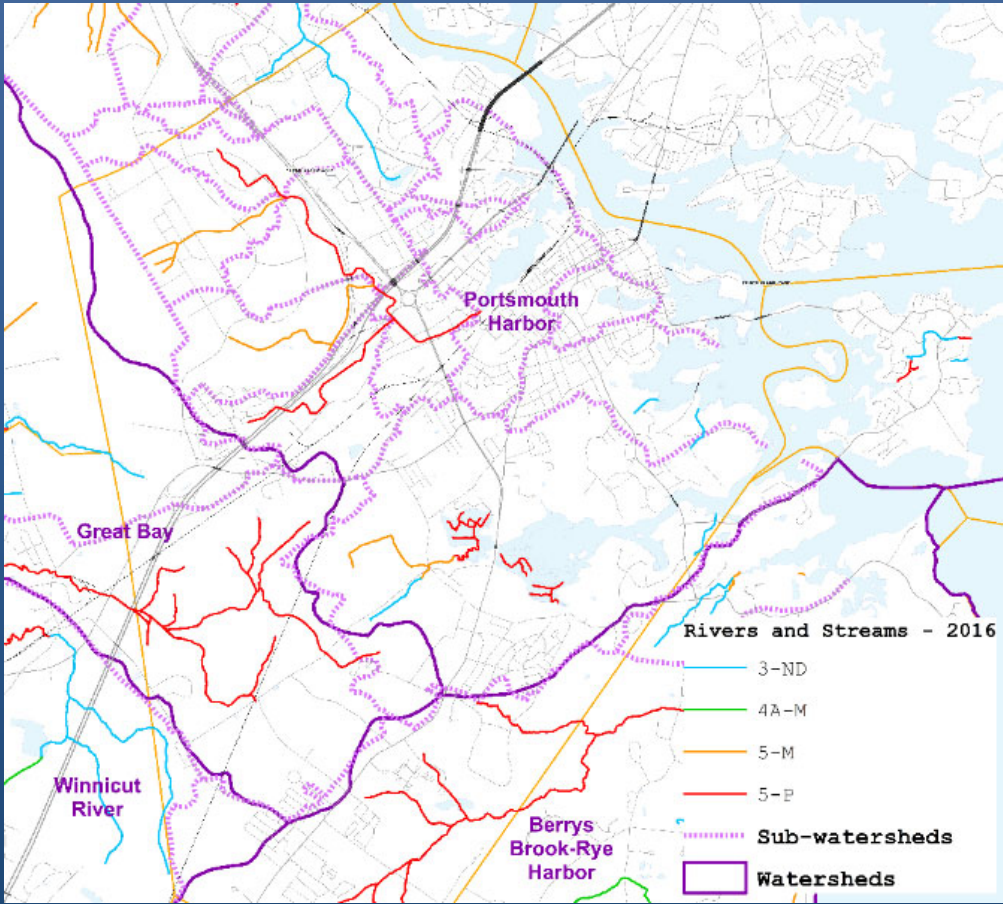 Portsmouth
Harbor
Great Bay
Winnicut
River
Berrys
Brook-Rye
Harbor
Rivers and Streams - 2016
3-ND
4A-M
5-M
5-P
Sub-watersheds
Watersheds